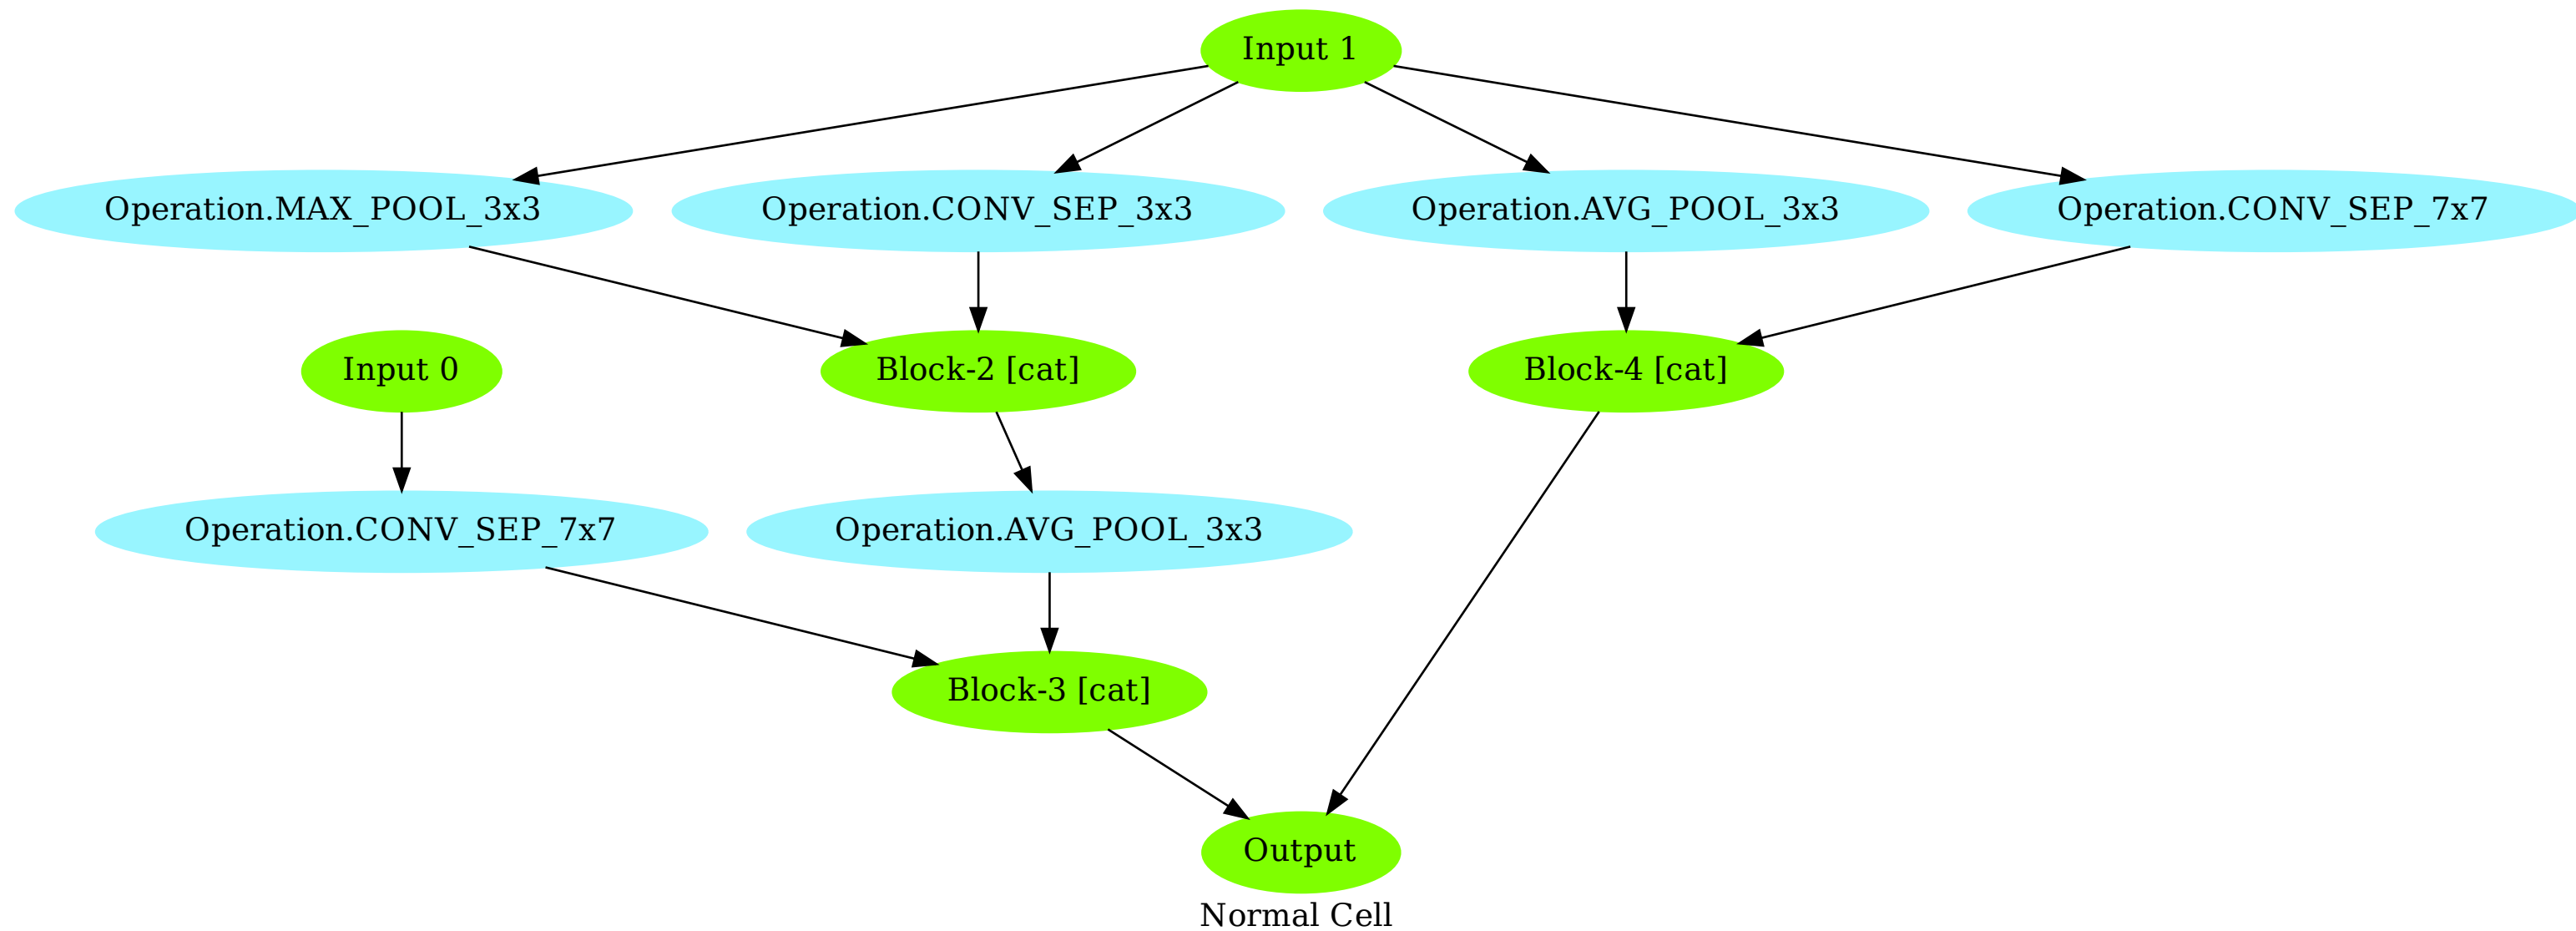 Input 1
Operation.MAX_POOL_3x3
Operation.CONV_SEP_3x3
Operation.AVG_POOL_3x3
Operation.CONV_SEP_7x7
Input 0
Block-2 [cat]
Block-4 [cat]
Operation.CONV_SEP_7x7
Operation.AVG_POOL_3x3
Block-3 [cat]
Output
Normal Cell